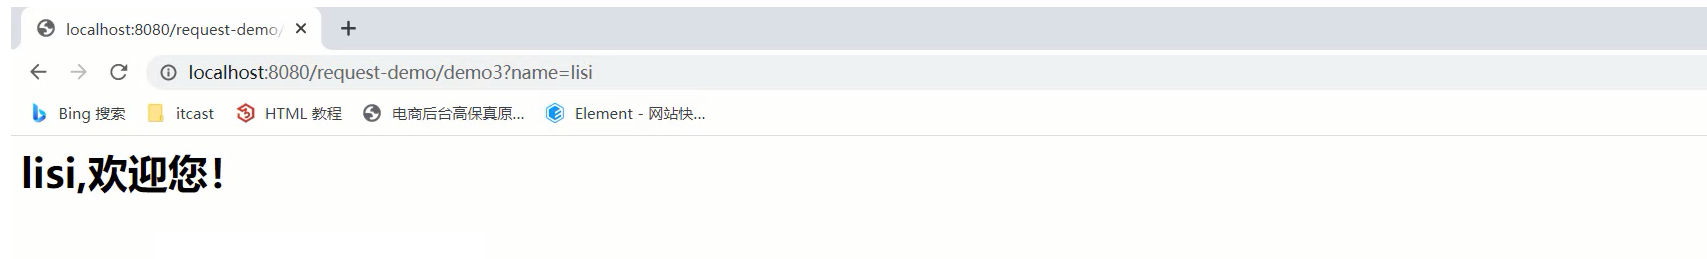 localhost:8080/request-demo/
localhost:8080/request-demo/demo3?name=lisi
Bing 搜索 itcast HTML 教程 电商后台高保真原... Element - 网站快...
lisi,欢迎您!